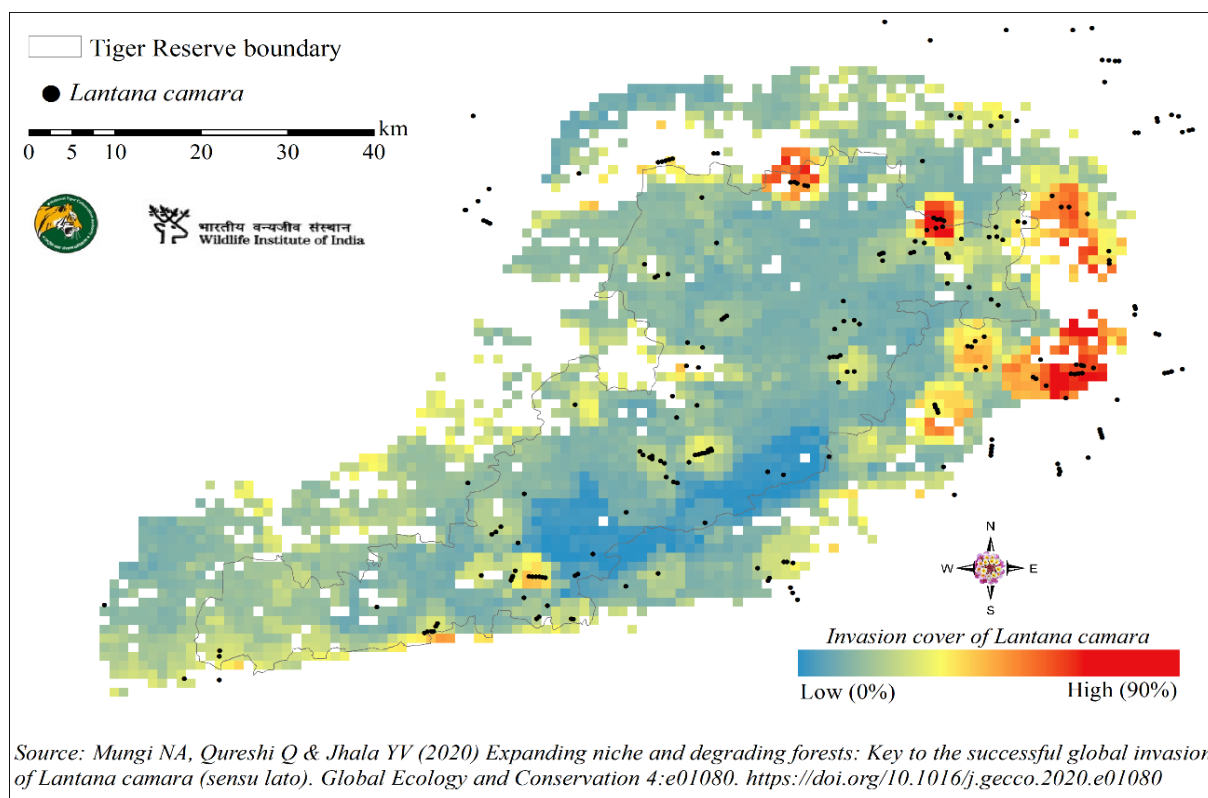 Tiger Reserve boundary
Lantana camara
km
0 5 10 20 30 40
भारतीय वन्यजीव संस्थान
Wildlife Institute of India
N
W E
S
Invasion cover of Lantana camara
Low (0%) High (90%)
Source: Mungi NA, Qureshi Q & Jhala YV (2020) Expanding niche and degrading forests: Key to the successful global invasion
of Lantana camara (sensu lato). Global Ecology and Conservation 4:e01080. https://doi.org/10.1016/j.gecco.2020.e01080